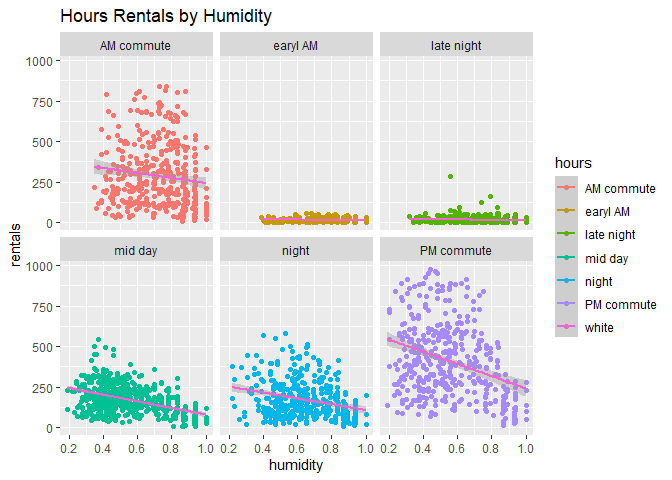 Hours Rentals by Humidity
AM commute
earyl AM
late night
1000
750
500
250
0
mid day
night
PM commute
1000
750
500
250
0
0.2 0.4 0.6 0.8 1.0
0.2 0.4 0.6 0.8 1.0
0.2 0.4 0.6 0.8 1.0
humidity
rentals
hours
AM commute
earyl AM
late night
mid day
night
PM commute
white